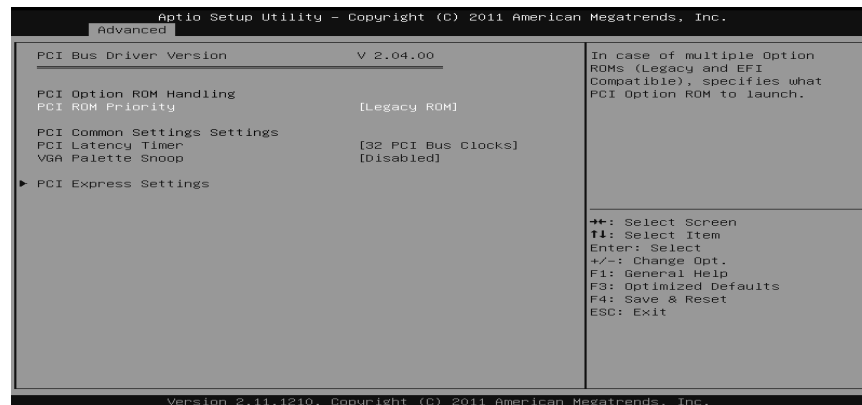 Aptio Setup Utility – Copyright (C) 2011 American Megatrends, Inc.
Advanced
PCI Bus Driver Version V 2.04.00
PCI Option ROM Handling
PCI ROM Priority [Legacy ROM]
PCI Common Settings Settings
PCI Latency Timer [32 PCI Bus Clocks]
VGA Palette Snoop [Disabled]
► PCI Express Settings
In case of multiple Option
ROMs (Legacy and EFI
Compatible), specifies what
PCI Option ROM to launch.
→←: Select Screen
↑↓: Select Item
Enter: Select
+/-: Change Opt.
F1: General Help
F3: Optimized Defaults
F4: Save & Reset
ESC: Exit
Version 2.11.1210. Copyright (C) 2011 American Megatrends, Inc.